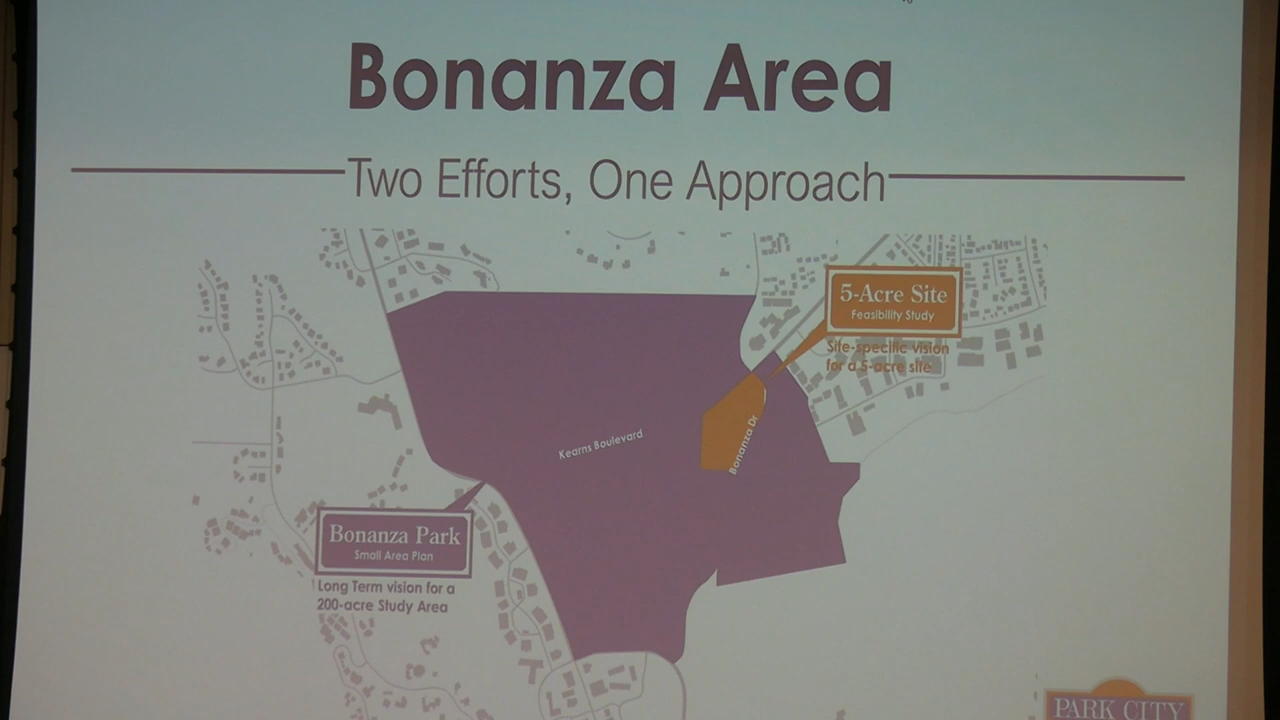 Bonanza Area
Two Efforts, One Approach
5-Acre Site
Feasibility Study
Site-specific vision
for a 5-acre site
Kearns Boulevard
Bonanza Dr
Bonanza Park
Small Area Plan
Long Term vision for a
200-acre Study Area
PARK CITY